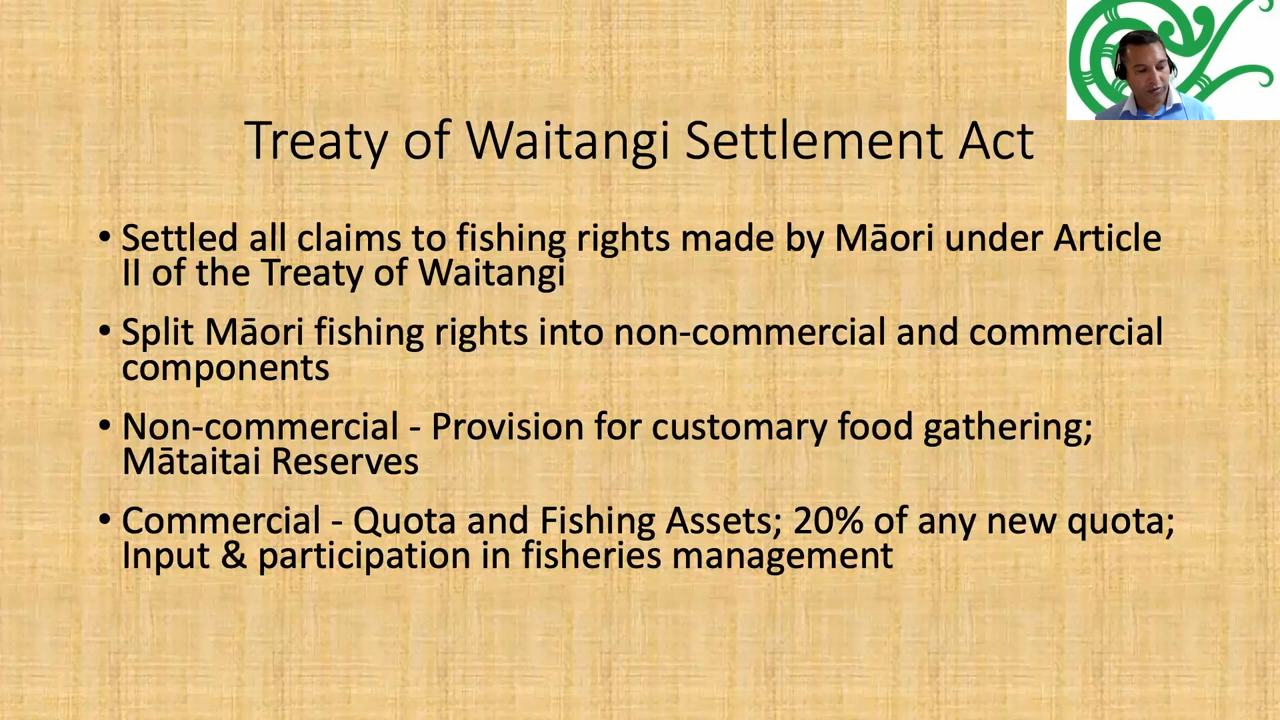 Treaty of Waitangi Settlement Act
• Settled all claims to fishing rights made by Māori under Article
II of the Treaty of Waitangi
• Split Māori fishing rights into non-commercial and commercial
components
• Non-commercial - Provision for customary food gathering;
Mātaitai Reserves
• Commercial - Quota and Fishing Assets; 20% of any new quota;
Input & participation in fisheries management